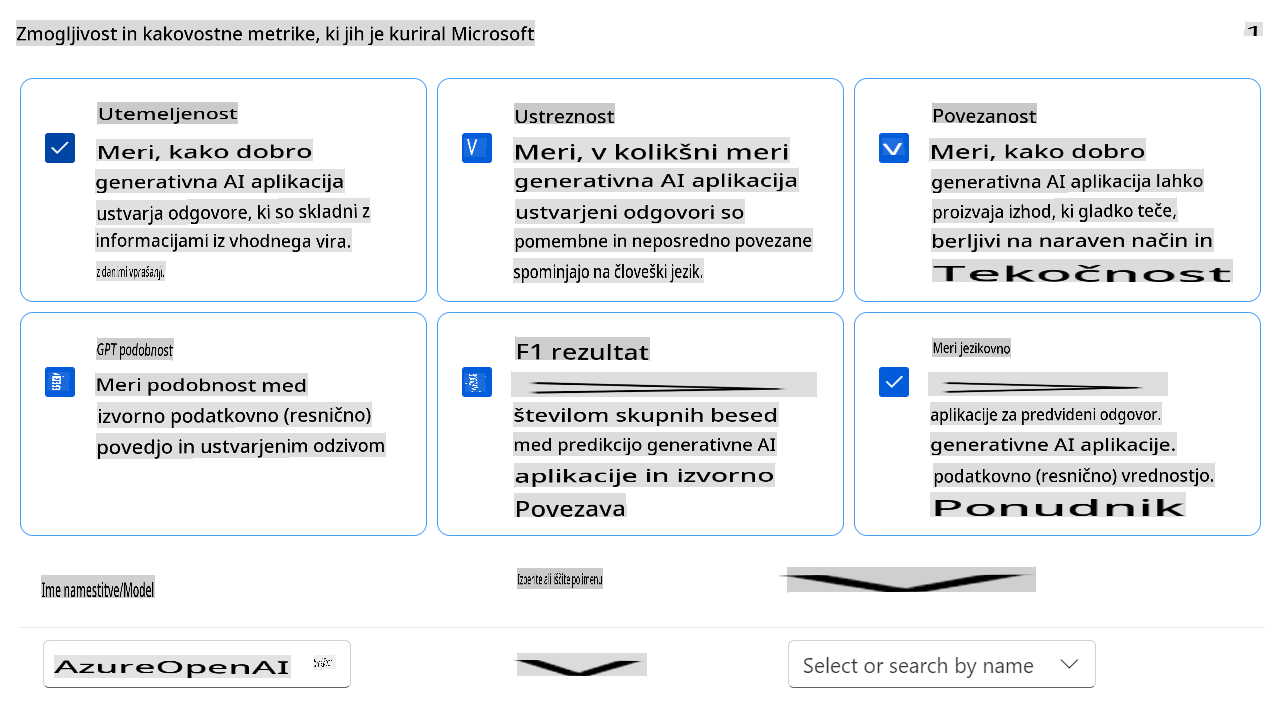 Zmogljivost in kakovostne metrike, ki jih je kuriral Microsoft
Utemeljenost
Meri, kako dobro
generativna AI aplikacija
ustvarja odgovore, ki so skladni z
informacijami iz vhodnega vira.
z danimi vprašanji.
Ustreznost
V
Meri, v kolikšni meri
generativna AI aplikacija
ustvarjeni odgovori so
pomembne in neposredno povezane
spominjajo na človeški jezik.
Povezanost
Meri, kako dobro
generativna AI aplikacija lahko
proizvaja izhod, ki gladko teče,
berljivi na naraven način in
Tekočnost
GPT podobnost
Meri podobnost med
izvorno podatkovno (resnično)
povedjo in ustvarjenim odzivom
F1 rezultat
številom skupnih besed
med predikcijo generativne AI
aplikacije in izvorno
Povezava
Meri jezikovno
aplikacije za predvideni odgovor.
generativne AI aplikacije.
podatkovno (resnično) vrednostjo.
Ponudnik
Ime namestitve/Model
Izberite ali iščite po imenu
AzureOpenAI
Select or search by name